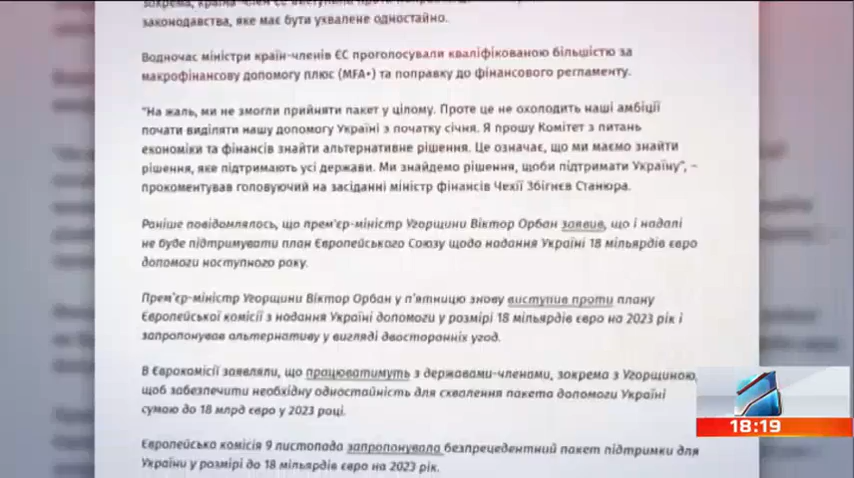 зокрема, країна-член ЄС виступила проти
законодавства, яке має бути ухвалене одностайно.
Водночас міністри країн-членів ЄС проголосували кваліфікованою більшістю за
макрофінансову допомогу плюс (MFA+) та поправку до фінансового регламенту.
"На жаль, ми не змогли прийняти пакет у цілому. Проте це не охолодить наші амбіції
почати виділяти нашу допомогу Україні з початку січня. Я прошу Комітет з питань
економіки та фінансів знайти альтернативне рішення. Це означає, що ми маємо знайти
рішення, яке підтримають усі держави. Ми знайдемо рішення, щоби підтримати Україну", –
прокоментував головуючий на засіданні міністр фінансів Чехії Збігнєв Станюра.
Раніше повідомлялось, що прем'єр-міністр Угорщини Віктор Орбан заявив, що і надалі
не буде підтримувати план Європейського Союзу щодо надання Україні 18 мільярдів євро
допомоги наступного року.
Прем'єр-міністр Угорщини Віктор Орбан у п'ятницю знову виступив проти плану
Європейської комісії з надання Україні допомоги у розмірі 18 мільярдів євро на 2023 рік і
запропонував альтернативу у вигляді двосторонніх угод.
В Єврокомісії заявляли, що працюватимуть з державами-членами, зокрема з Угорщиною,
щоб забезпечити необхідну одностайність для схвалення пакета допомоги Україні
сумою до 18 млрд євро у 2023 році.
Європейська комісія 9 листопада запропонувала безпрецедентний пакет підтримки для
України у розмірі до 18 мільярдів євро на 2023 рік.
18:19